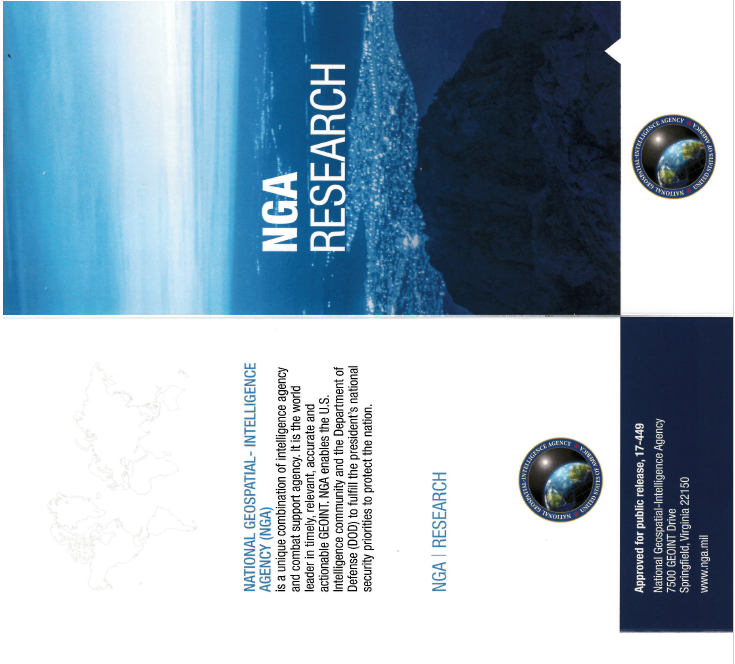 NGA
RESEARCH
NATIONAL GEOSPATIAL-INTELLIGENCE AGENCY
UNITED STATES OF AMERICA
NATIONAL GEOSPATIAL- INTELLIGENCE
AGENCY (NGA)
is a unique combination of intelligence agency
and combat support agency. It is the world
leader in timely, relevant, accurate and
actionable GEOINT. NGA enables the U.S.
Intelligence community and the Department of
Defense (DOD) to fulfill the president's national
security priorities to protect the nation.
NGA | RESEARCH
NATIONAL GEOSPATIAL-INTELLIGENCE AGENCY
UNITED STATES OF AMERICA
Approved for public release, 17-449
National Geospatial-Intelligence Agency
7500 GEOINT Drive
Springfield, Virginia 22150
www.nga.mil